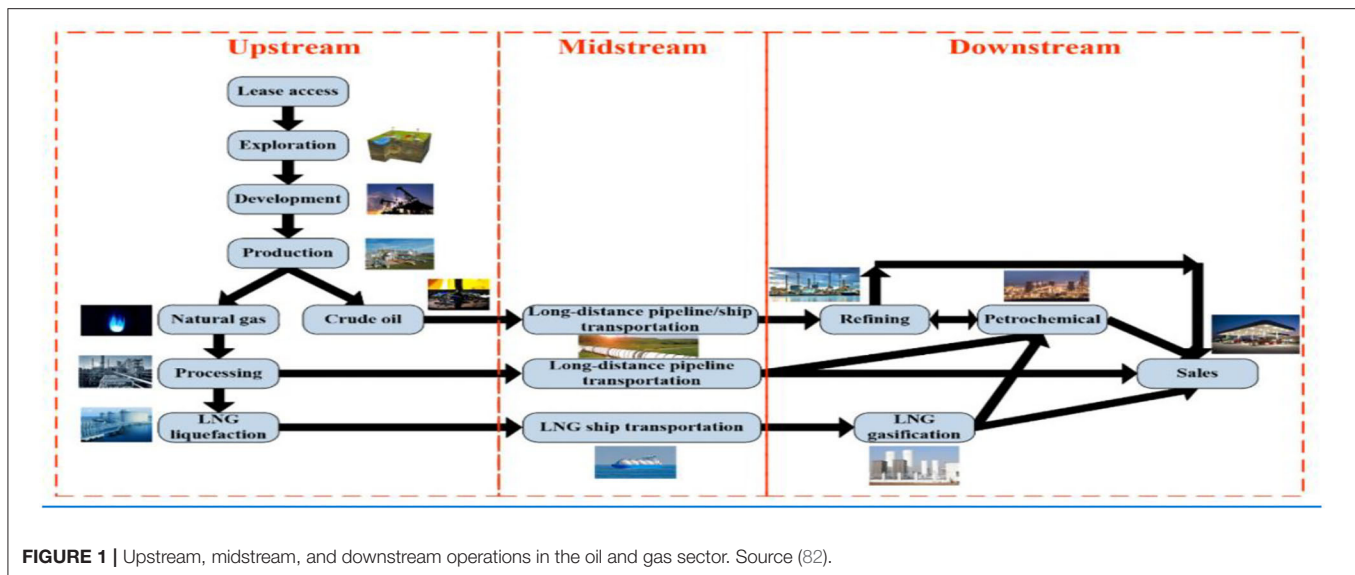 Upstream
Midstream
Downstream
Lease access
Exploration
Development
Production
Natural gas
Crude oil
Long-distance pipeline/ship
transportation
Refining
Petrochemical
Processing
Long-distance pipeline
transportation
Sales
LNG
liquefaction
LNG ship transportation
LNG
gasification
FIGURE 1 | Upstream, midstream, and downstream operations in the oil and gas sector. Source (82).